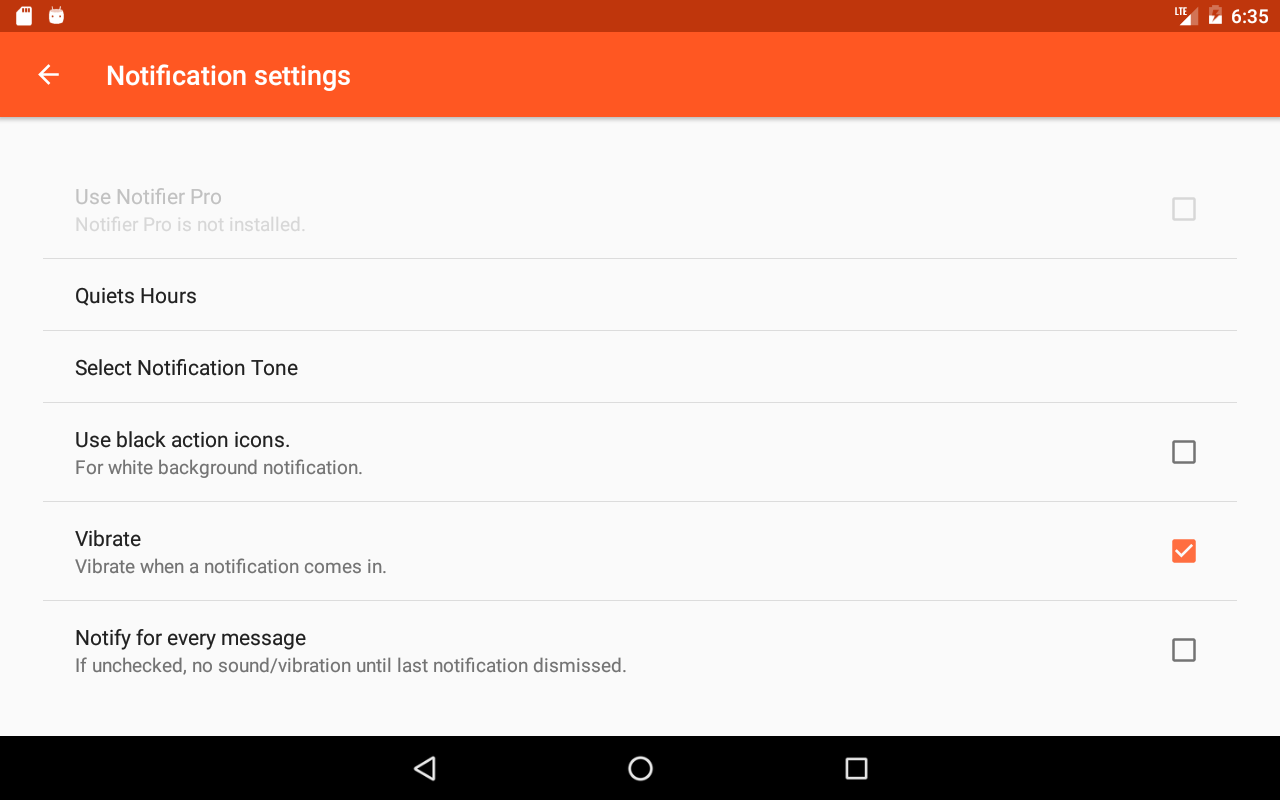 LTE 6:35
Notification settings
Use Notifier Pro
Notifier Pro is not installed.
Quiets Hours
Select Notification Tone
Use black action icons.
For white background notification.
Vibrate
Vibrate when a notification comes in.
Notify for every message
If unchecked, no sound/vibration until last notification dismissed.